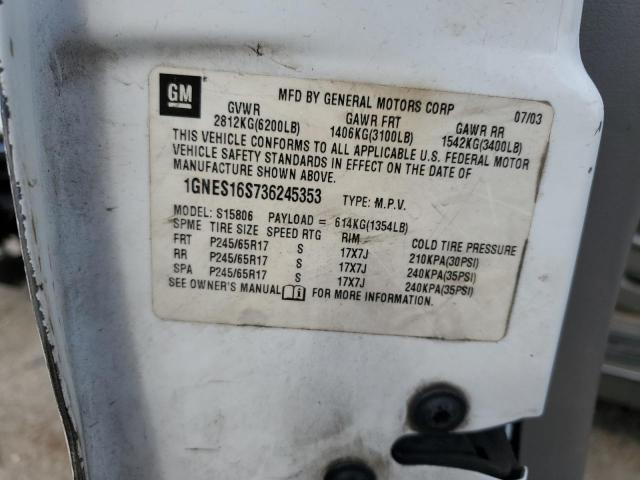 GM
MFD BY GENERAL MOTORS CORP 07/03
GVWR GAWR FRT GAWR RR
2812KG(6200LB) 1406KG(3100LB) 1542KG(3400LB)
THIS VEHICLE CONFORMS TO ALL APPLICABLE U.S. FEDERAL MOTOR
VEHICLE SAFETY STANDARDS IN EFFECT ON THE DATE OF
MANUFACTURE SHOWN ABOVE.
1GNES16S736245353 TYPE: M.P.V.
MODEL: S15806 PAYLOAD = 614KG(1354LB)
SPME TIRE SIZE SPEED RTG RIM COLD TIRE PRESSURE
FRT P245/65R17 S 17X7J 210KPA(30PSI)
RR P245/65R17 S 17X7J 240KPA(35PSI)
SPA P245/65R17 S 17X7J 240KPA(35PSI)
SEE OWNER'S MANUAL FOR MORE INFORMATION.